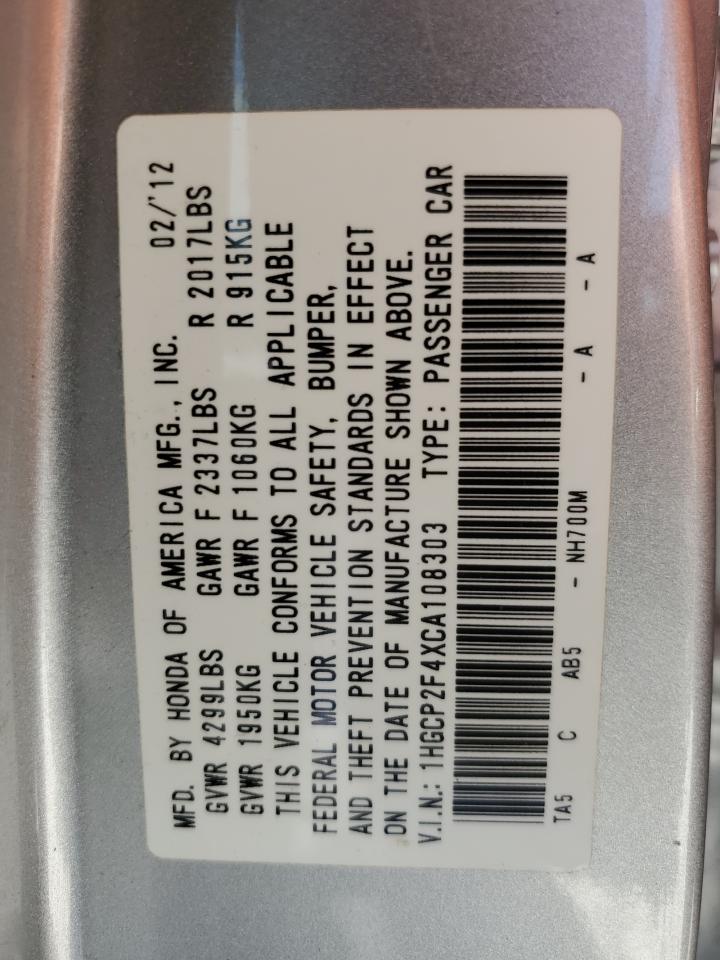 MFD. BY HONDA OF AMERICA MFG., INC. 02/'12
GVWR 4299LBS GAWR F 2337LBS R 2017LBS
GVWR 1950KG GAWR F 1060KG R 915KG
THIS VEHICLE CONFORMS TO ALL APPLICABLE
FEDERAL MOTOR VEHICLE SAFETY, BUMPER,
AND THEFT PREVENTION STANDARDS IN EFFECT
ON THE DATE OF MANUFACTURE SHOWN ABOVE.
V.I.N.: 1HGCP2F4XCA108303 TYPE: PASSENGER CAR
TA5 C AB5 - NH700M - A - A